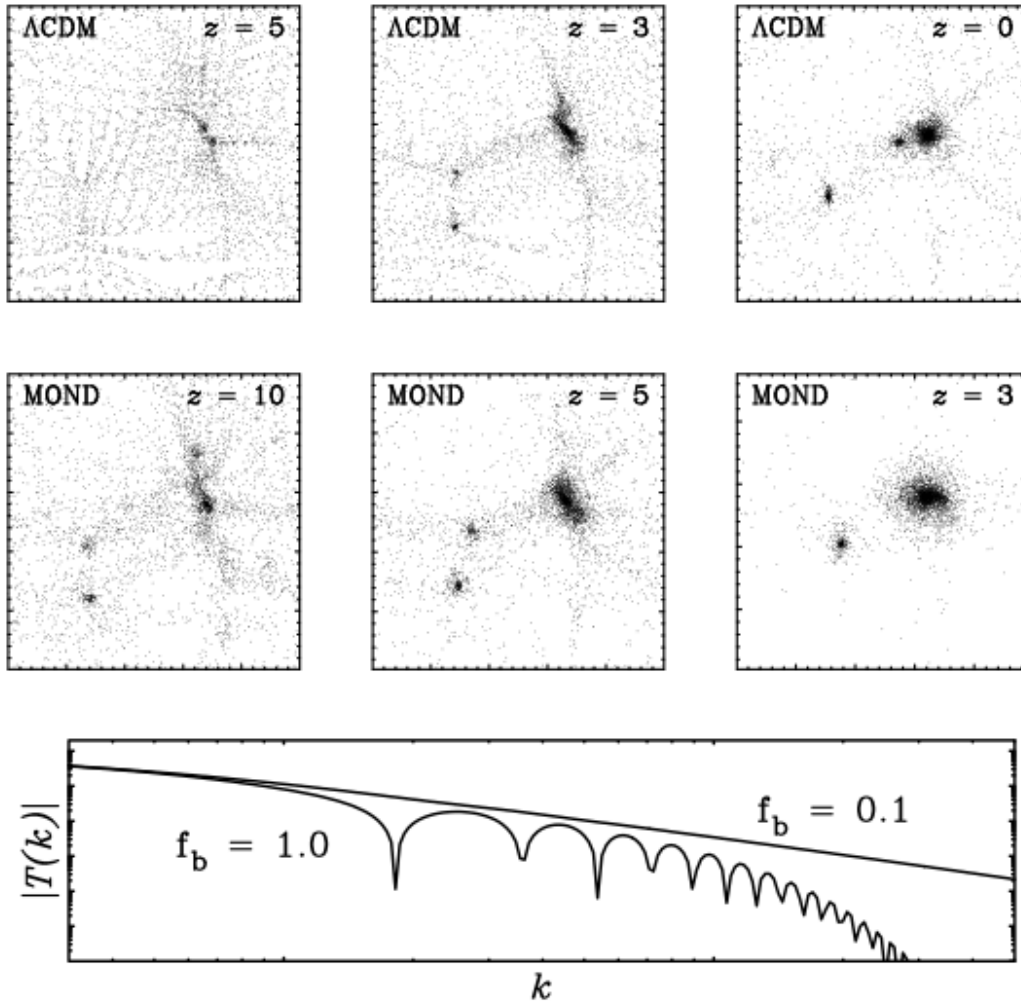 ΛCDM z = 5
ΛCDM z = 3
ΛCDM z = 0
MOND z = 10
MOND z = 5
MOND z = 3
|T(k)|
f_b = 1.0
f_b = 0.1
k